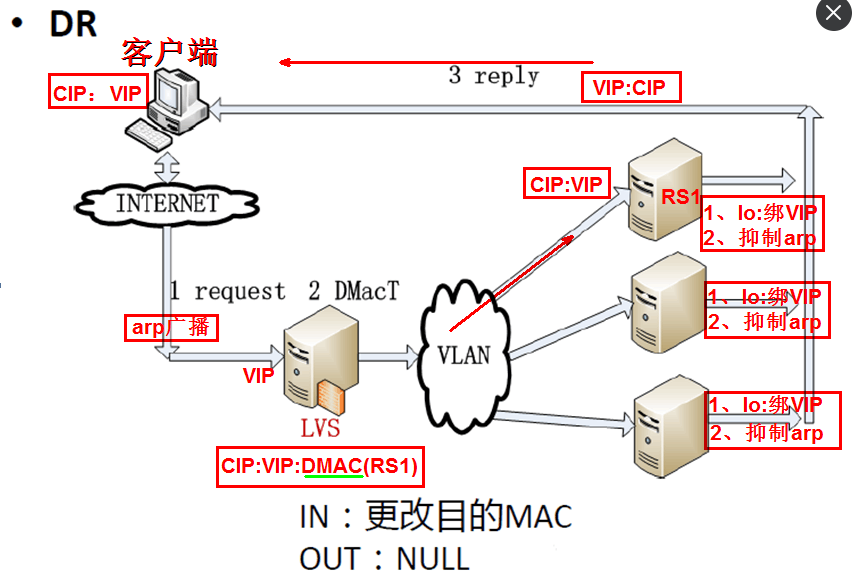 • DR
客户端
3 reply
CIP：VIP
VIP:CIP
CIP:VIP
RS1
INTERNET
1、lo:绑VIP
2、抑制arp
1 request
2 DMacT
arp广播
1、lo:绑VIP
2、抑制arp
VLAN
VIP
LVS
1、lo:绑VIP
2、抑制arp
CIP:VIP:DMAC(RS1)
IN：更改目的MAC
OUT：NULL